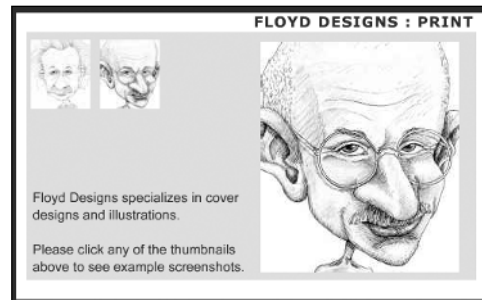 FLOYD DESIGNS : PRINT
Floyd Designs specializes in cover
designs and illustrations.
Please click any of the thumbnails
above to see example screenshots.